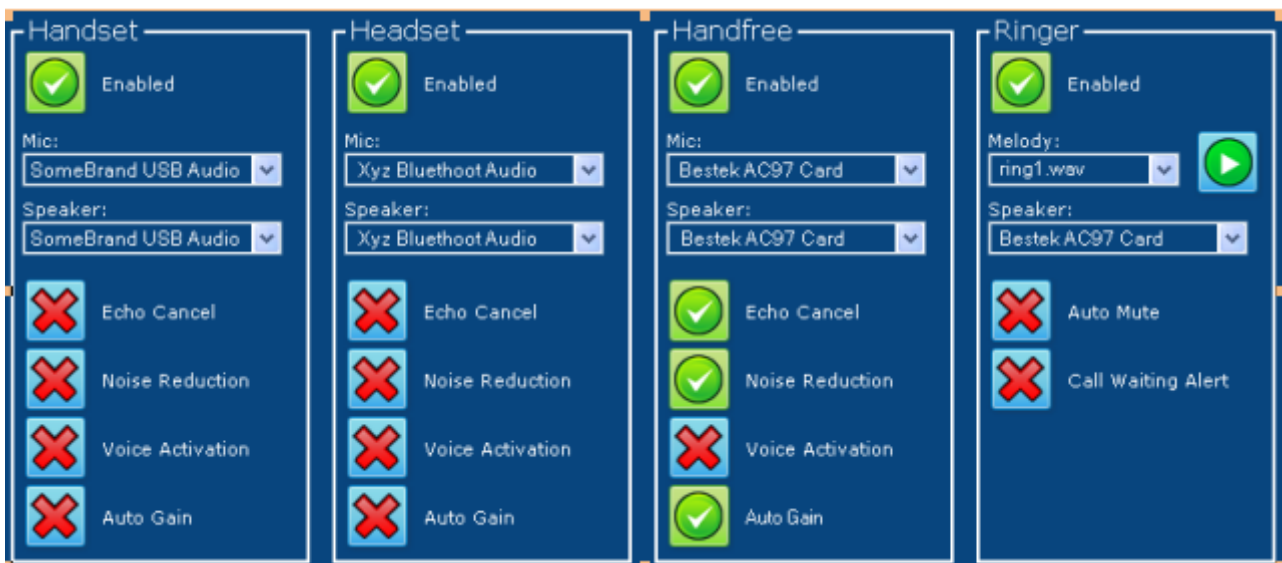 Handset
Enabled
Mic:
SomeBrand USB Audio
Speaker:
SomeBrand USB Audio
Echo Cancel
Noise Reduction
Voice Activation
Auto Gain
Headset
Enabled
Mic:
Xyz Bluethoot Audio
Speaker:
Xyz Bluethoot Audio
Echo Cancel
Noise Reduction
Voice Activation
Auto Gain
Handfree
Enabled
Mic:
Bestek AC97 Card
Speaker:
Bestek AC97 Card
Echo Cancel
Noise Reduction
Voice Activation
Auto Gain
Ringer
Enabled
Melody:
ring1.wav
Speaker:
Bestek AC97 Card
Auto Mute
Call Waiting Alert